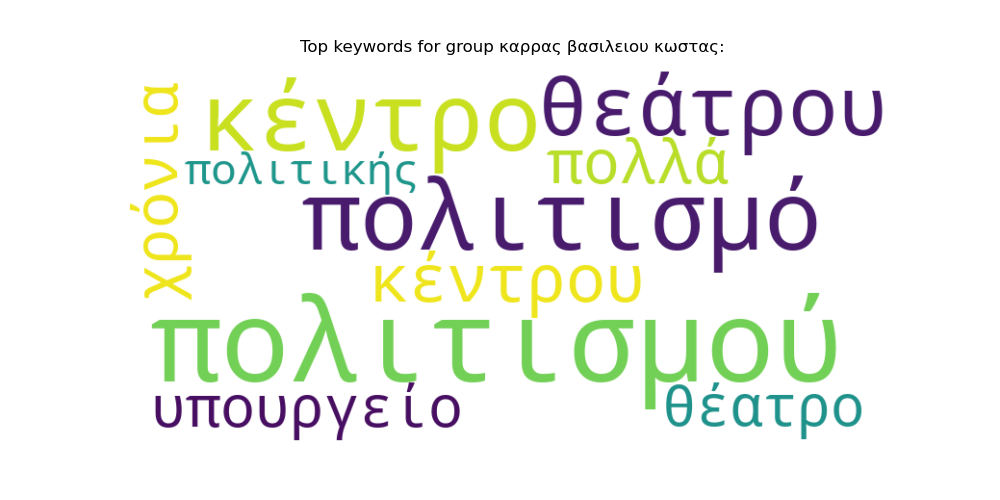 Top keywords for group καρρας βασιλειου κωστας:
χρόνια
κέντρο
θεάτρου
πολιτικής
πολλά
πολιτισμό
κέντρου
πολιτισμού
υπουργείο
θέατρο